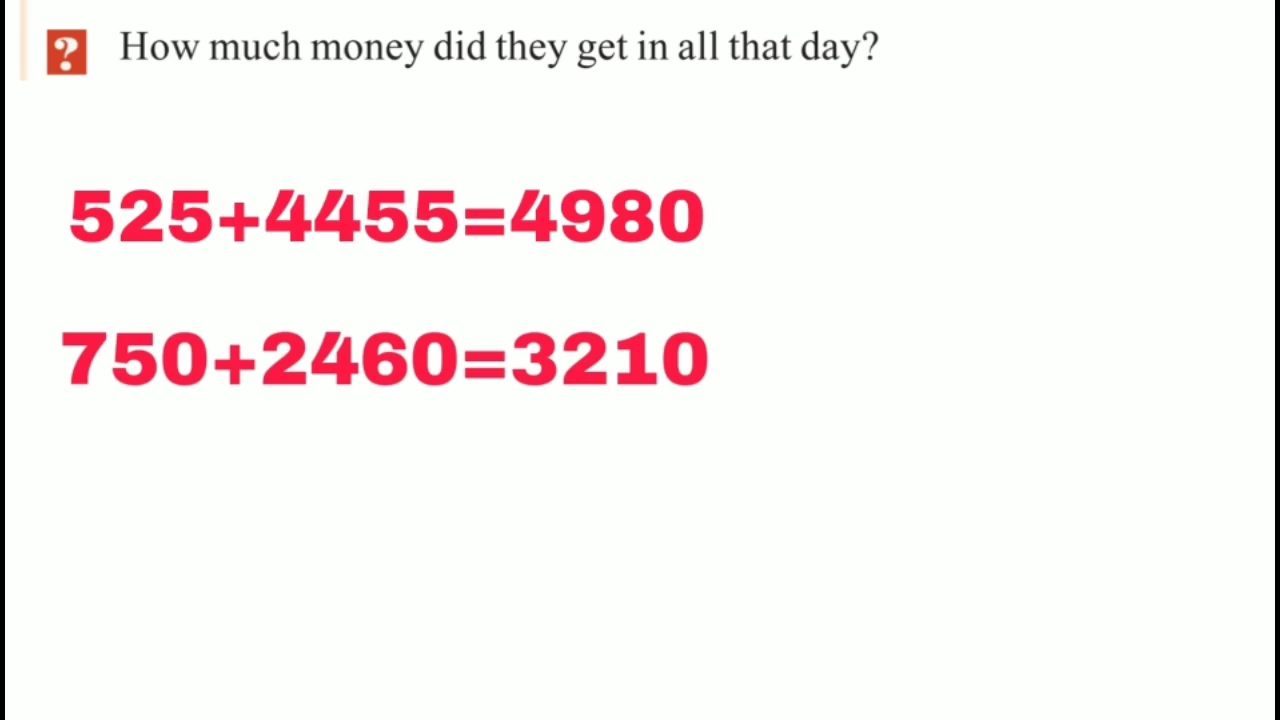 ? How much money did they get in all that day?
525+4455=4980
750+2460=3210